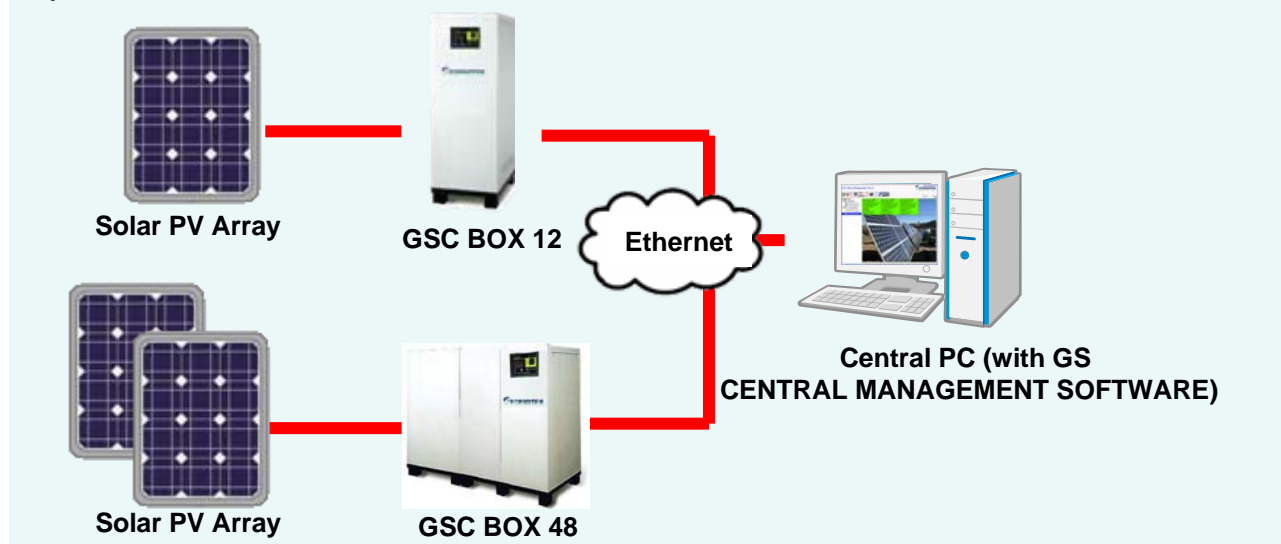 Solar PV Array
GSC BOX 12
Ethernet
Central PC (with GS
CENTRAL MANAGEMENT SOFTWARE)
Solar PV Array
GSC BOX 48